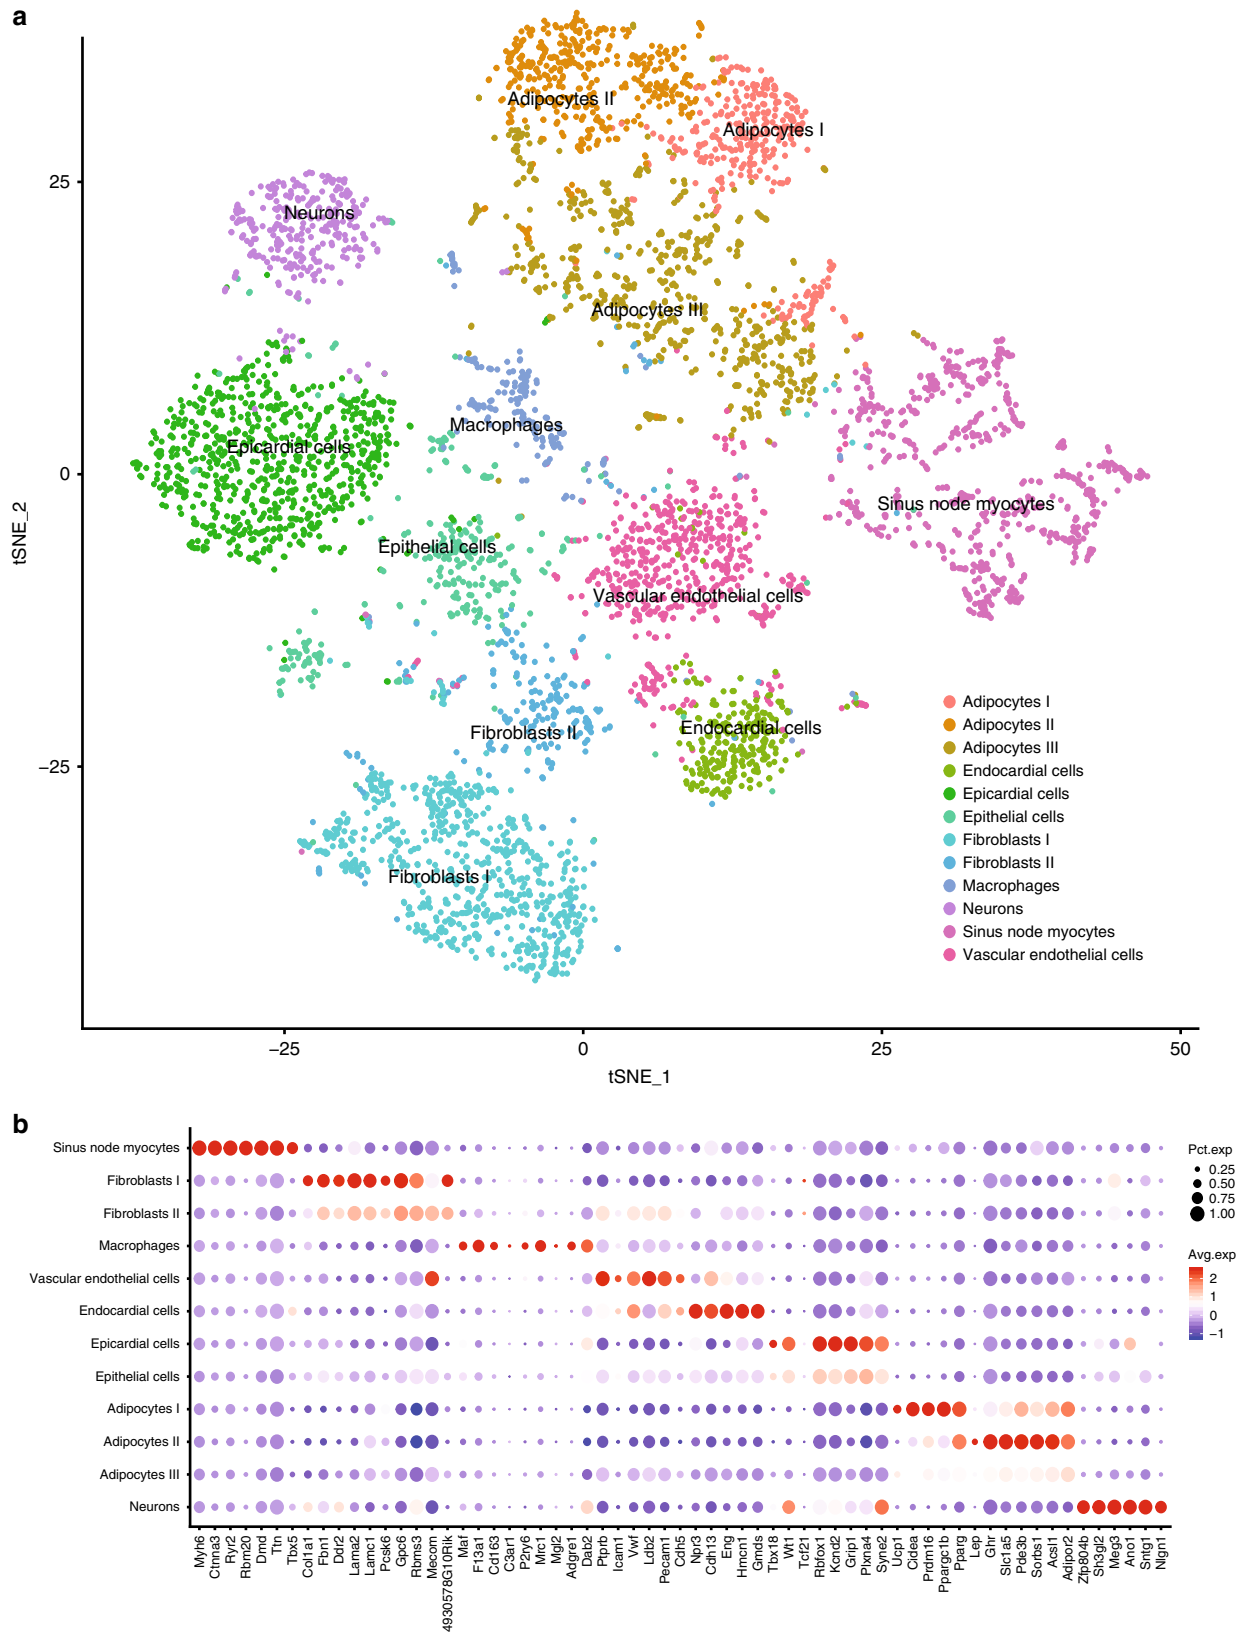 a
Adipocytes II
Adipocytes I
25
Neurons
Adipocytes III
Macrophages
Epicardial cells
0
Sinus node myocytes
tSNE_2
Epithelial cells
Vascular endothelial cells
Fibroblasts II
Endocardial cells
−25
Fibroblasts I
Adipocytes I
Adipocytes II
Adipocytes III
Endocardial cells
Epicardial cells
Epithelial cells
Fibroblasts I
Fibroblasts II
Macrophages
Neurons
Sinus node myocytes
Vascular endothelial cells
−25
0
25
50
tSNE_1
b
Sinus node myocytes
Fibroblasts I
Fibroblasts II
Macrophages
Vascular endothelial cells
Endocardial cells
Epicardial cells
Epithelial cells
Adipocytes I
Adipocytes II
Adipocytes III
Neurons
Pct.exp
0.25
0.50
0.75
1.00
Avg.exp
2
1
0
−1
Myh6
Chnna3
Ryr2
Rbm20
Dmd
Ttn
Tbx5
Col1a1
Fbn1
Ddr2
Lama2
Lamc1
Pcsk6
Gpc6
Rbms3
Mecom
4930578G10Rik
Maf
F13a1
Cd163
C3ar1
P2ry6
Mrc1
Mgl2
Adgre1
Dab2
Ptprb
Icam1
Vwf
Ldb2
Pecam1
Cdh5
Npr3
Cdh13
Eng
Hmcn1
Gmds
Tbx18
Wt1
Tcf21
Rbfox1
Kcnd2
Grip1
Plxna4
Syne2
Ucp1
Cidea
Prdm16
Ppargc1b
Pparg
Lep
Ghr
Slc1a5
Pde3b
Sorbs1
Acsl1
Adipor2
Zfp804b
Sh3gl2
Meg3
Ano1
Sntg1
Nlgn1